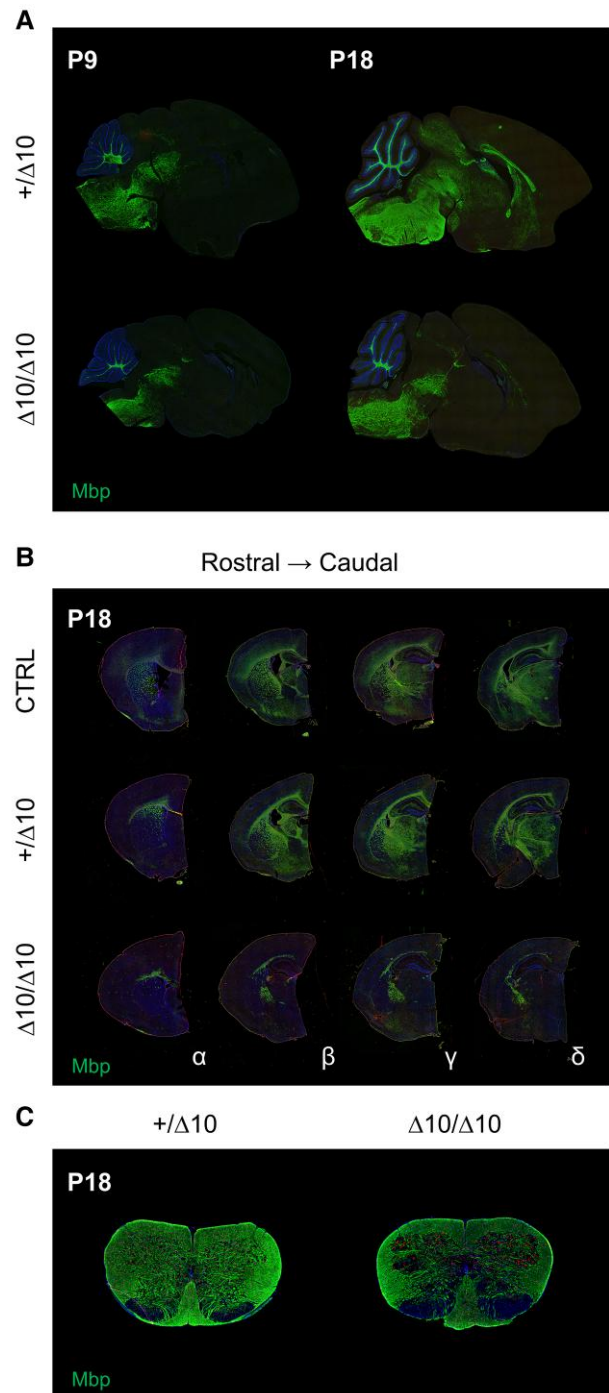 A
P9 P18
+/Δ10
Δ10/Δ10
Mbp
B
Rostral → Caudal
P18
CTRL
+/Δ10
Δ10/Δ10
α β γ δ
Mbp
C
+/Δ10 Δ10/Δ10
P18
Mbp